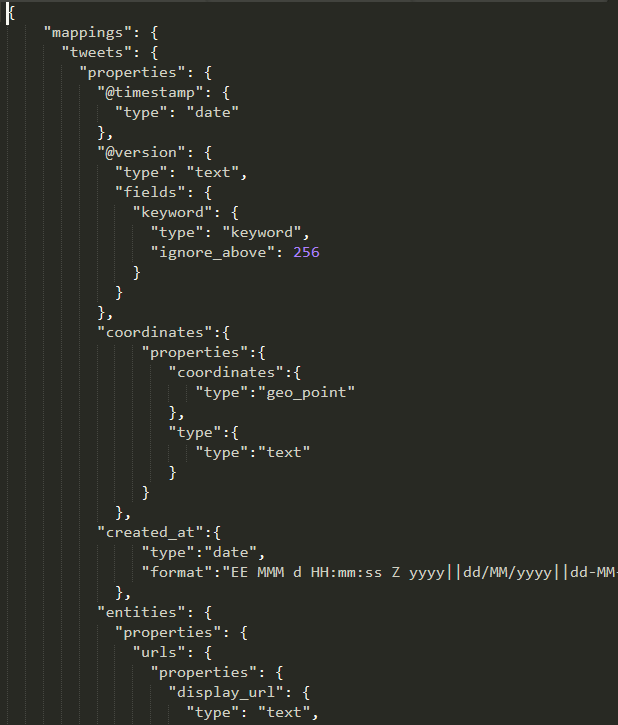 {
"mappings": {
"tweets": {
"properties": {
"@timestamp": {
"type": "date"
},
"@version": {
"type": "text",
"fields": {
"keyword": {
"type": "keyword",
"ignore_above": 256
}
}
},
"coordinates":{
"properties":{
"coordinates":{
"type":"geo_point"
},
"type":{
"type":"text"
}
}
},
"created_at":{
"type":"date",
"format":"EE MMM d HH:mm:ss Z yyyy||dd/MM/yyyy||dd-MM-
},
"entities": {
"properties": {
"urls": {
"properties": {
"display_url": {
"type": "text",